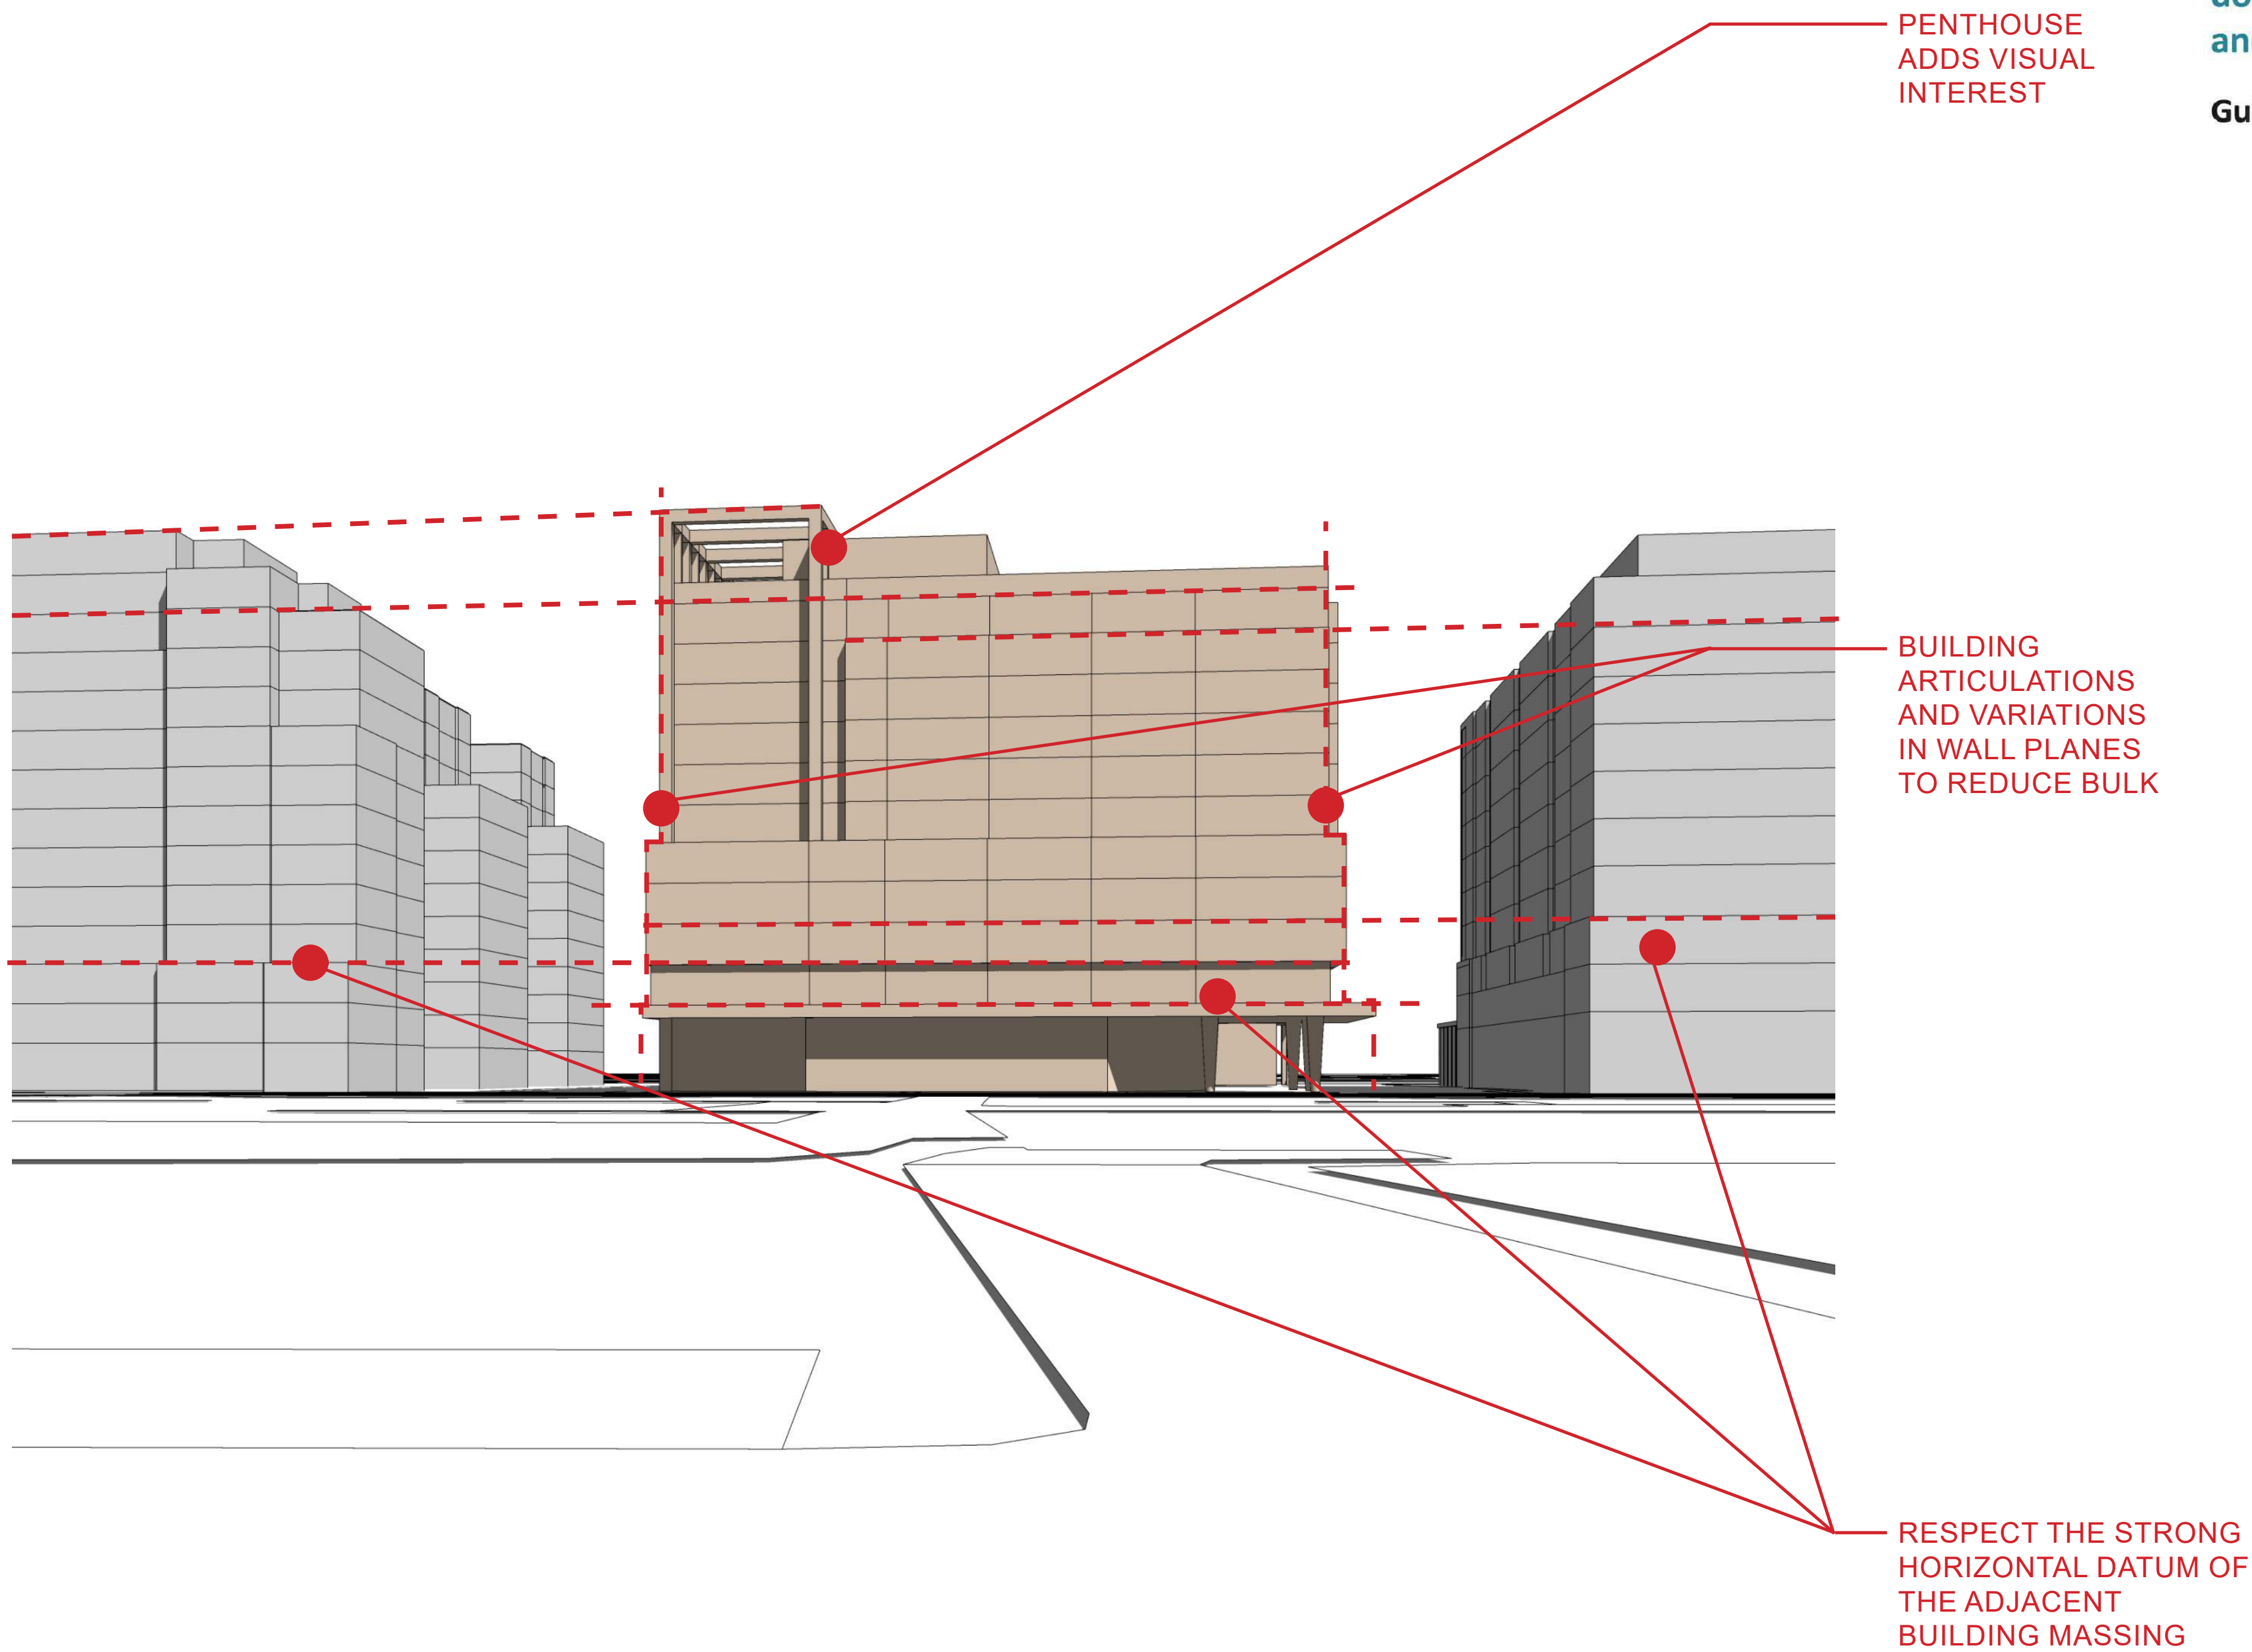 PENTHOUSE
ADDS VISUAL
INTEREST
BUILDING
ARTICULATIONS
AND VARIATIONS
IN WALL PLANES
TO REDUCE BULK
RESPECT THE STRONG
HORIZONTAL DATUM OF
THE ADJACENT
BUILDING MASSING